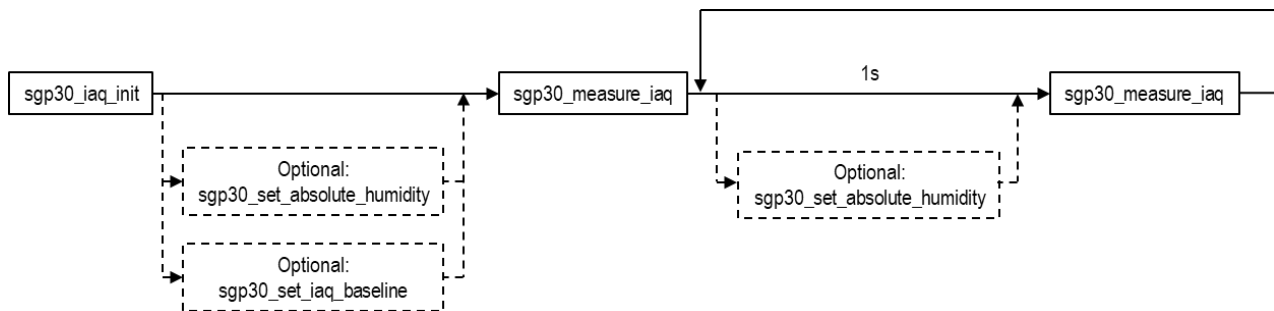 1s
sgp30_iaq_init
sgp30_measure_iaq
sgp30_measure_iaq
Optional:
sgp30_set_absolute_humidity
Optional:
sgp30_set_absolute_humidity
Optional:
sgp30_set_iaq_baseline